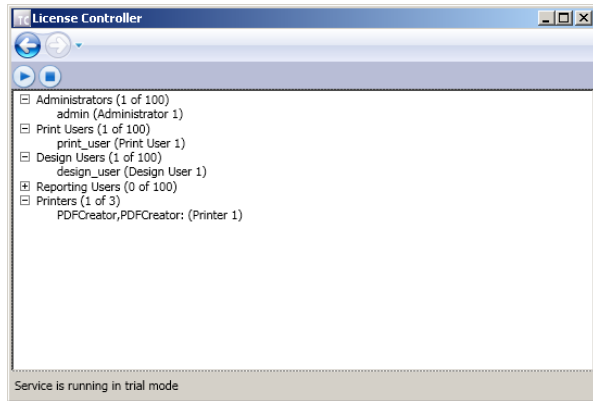 TC License Controller
Administrators (1 of 100)
admin (Administrator 1)
Print Users (1 of 100)
print_user (Print User 1)
Design Users (1 of 100)
design_user (Design User 1)
Reporting Users (0 of 100)
Printers (1 of 3)
PDFCreator,PDFCreator: (Printer 1)
Service is running in trial mode